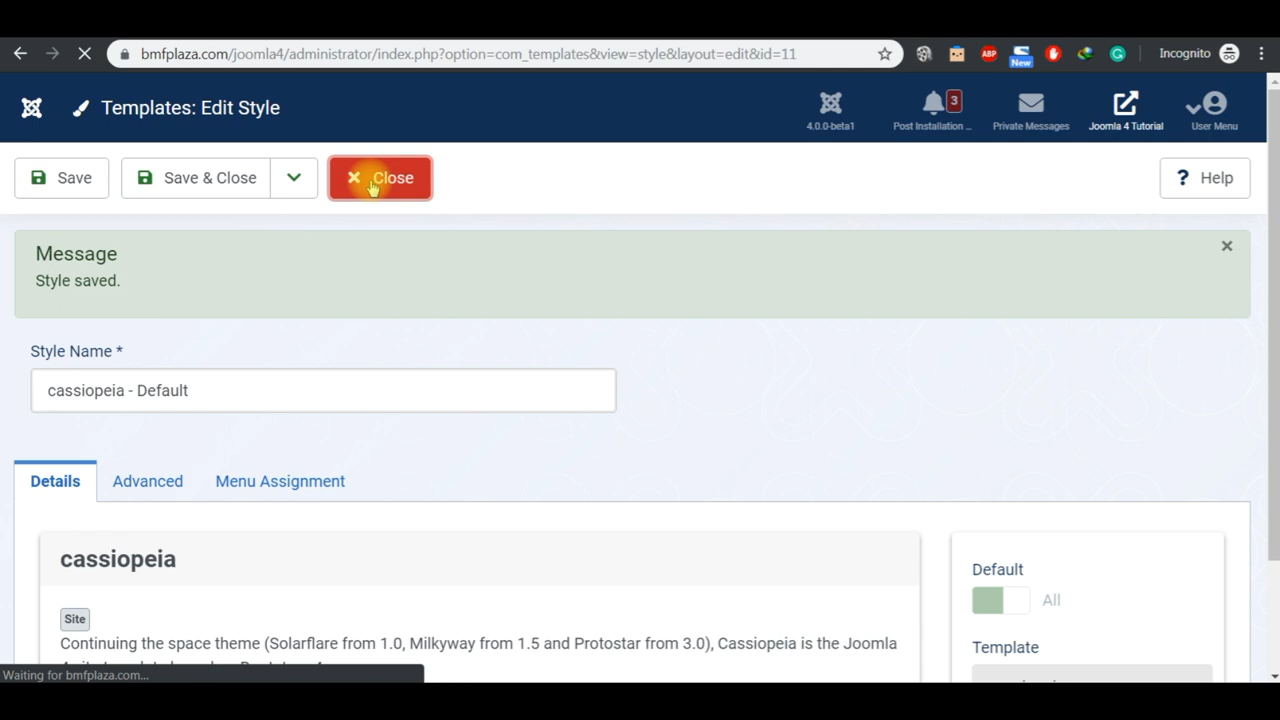 bmfplaza.com/joomla4/administrator/index.php?option=com_templates&view=style&layout=edit&id=11
ABP
New
Incognito
Templates: Edit Style
4.0.0-beta1
3
Post Installation ...
Private Messages
Joomla 4 Tutorial
User Menu
Save
Save & Close
Close
? Help
Message
Style saved.
Style Name *
cassiopeia - Default
Details
Advanced
Menu Assignment
cassiopeia
Default
All
Site
Continuing the space theme (Solarflare from 1.0, Milkyway from 1.5 and Protostar from 3.0), Cassiopeia is the Joomla
Template
Waiting for bmfplaza.com...